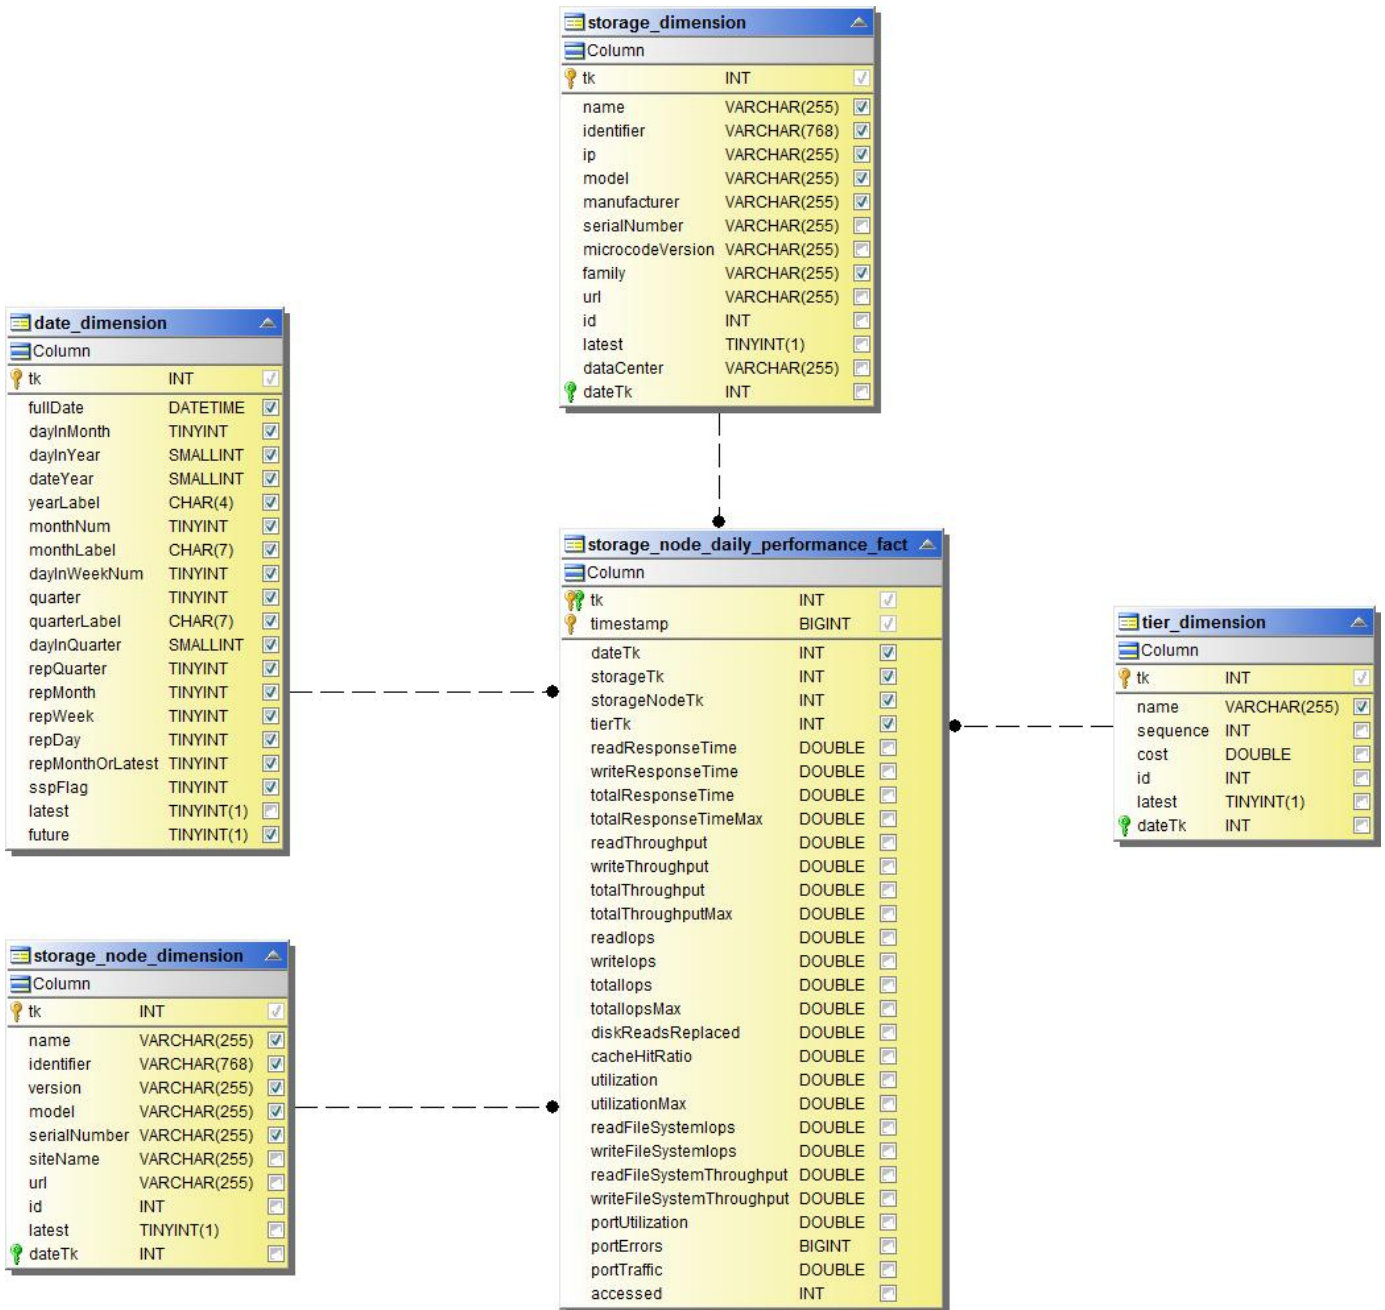 storage_dimension
Column
tk INT
name VARCHAR(255)
identifier VARCHAR(768)
ip VARCHAR(255)
model VARCHAR(255)
manufacturer VARCHAR(255)
serialNumber VARCHAR(255)
microcodeVersion VARCHAR(255)
family VARCHAR(255)
url VARCHAR(255)
id INT
latest TINYINT(1)
dataCenter VARCHAR(255)
dateTk INT
date_dimension
Column
tk INT
fullDate DATETIME
dayInMonth TINYINT
dayInYear SMALLINT
dateYear SMALLINT
yearLabel CHAR(4)
monthNum TINYINT
monthLabel CHAR(7)
dayInWeekNum TINYINT
quarter TINYINT
quarterLabel CHAR(7)
dayInQuarter SMALLINT
repQuarter TINYINT
repMonth TINYINT
repWeek TINYINT
repDay TINYINT
repMonthOrLatest TINYINT
sspFlag TINYINT
latest TINYINT(1)
future TINYINT(1)
storage_node_daily_performance_fact
Column
tk INT
timestamp BIGINT
dateTk INT
storageTk INT
storageNodeTk INT
tierTk INT
readResponseTime DOUBLE
writeResponseTime DOUBLE
totalResponseTime DOUBLE
totalResponseTimeMax DOUBLE
readThroughput DOUBLE
writeThroughput DOUBLE
totalThroughput DOUBLE
totalThroughputMax DOUBLE
readIops DOUBLE
writeIops DOUBLE
totalIops DOUBLE
totalIopsMax DOUBLE
diskReadsReplaced DOUBLE
cacheHitRatio DOUBLE
utilization DOUBLE
utilizationMax DOUBLE
readFileSystemIops DOUBLE
writeFileSystemIops DOUBLE
readFileSystemThroughput DOUBLE
writeFileSystemThroughput DOUBLE
portUtilization DOUBLE
portErrors BIGINT
portTraffic DOUBLE
accessed INT
tier_dimension
Column
tk INT
name VARCHAR(255)
sequence INT
cost DOUBLE
id INT
latest TINYINT(1)
dateTk INT
storage_node_dimension
Column
tk INT
name VARCHAR(255)
identifier VARCHAR(768)
version VARCHAR(255)
model VARCHAR(255)
serialNumber VARCHAR(255)
siteName VARCHAR(255)
url VARCHAR(255)
id INT
latest TINYINT(1)
dateTk INT